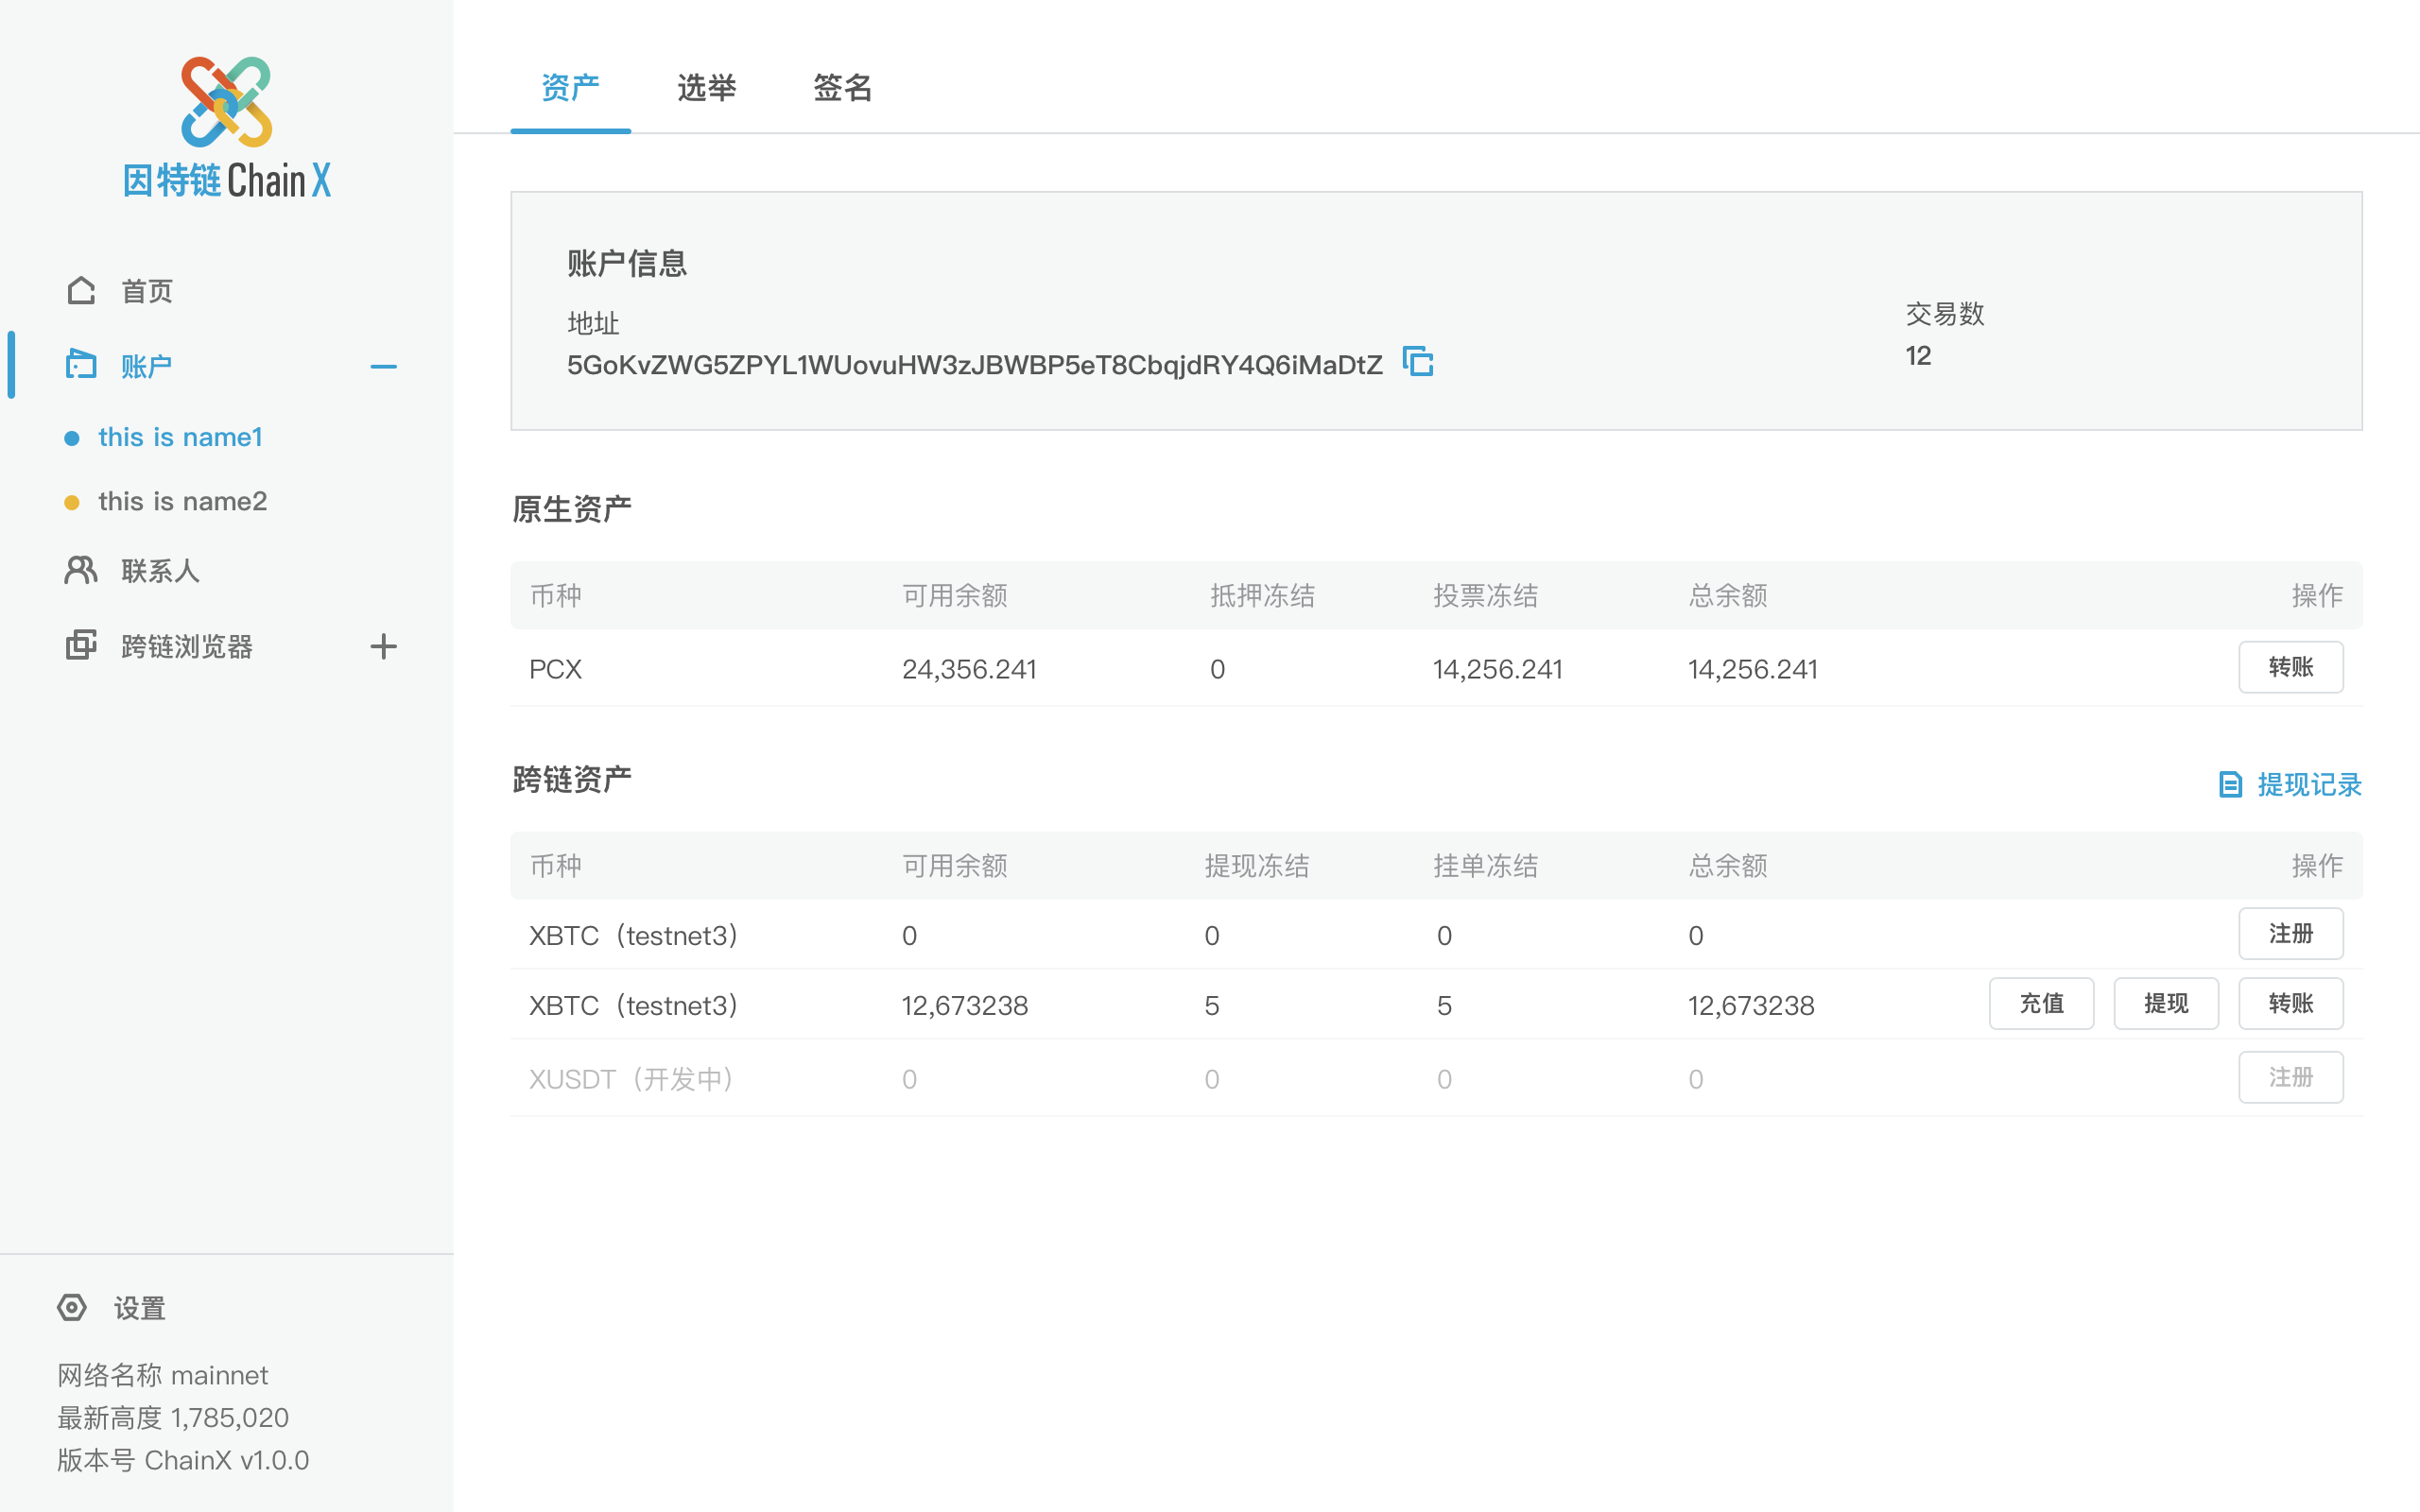 因特链 ChainX
首页
账户
this is name1
this is name2
联系人
跨链浏览器
设置
网络名称 mainnet
最新高度 1,785,020
版本号 ChainX v1.0.0
资产 选举 签名
账户信息
地址
5GoKvZWG5ZPYL1WUovuHW3zJBWBP5eT8CbqjdRY4Q6iMaDtZ
交易数
12
原生资产
币种 可用余额 抵押冻结 投票冻结 总余额 操作
PCX 24,356.241 0 14,256.241 14,256.241 转账
跨链资产 提现记录
币种 可用余额 提现冻结 挂单冻结 总余额 操作
XBTC（testnet3） 0 0 0 0 注册
XBTC（testnet3） 12,673238 5 5 12,673238 充值 提现 转账
XUSDT（开发中） 0 0 0 0 注册